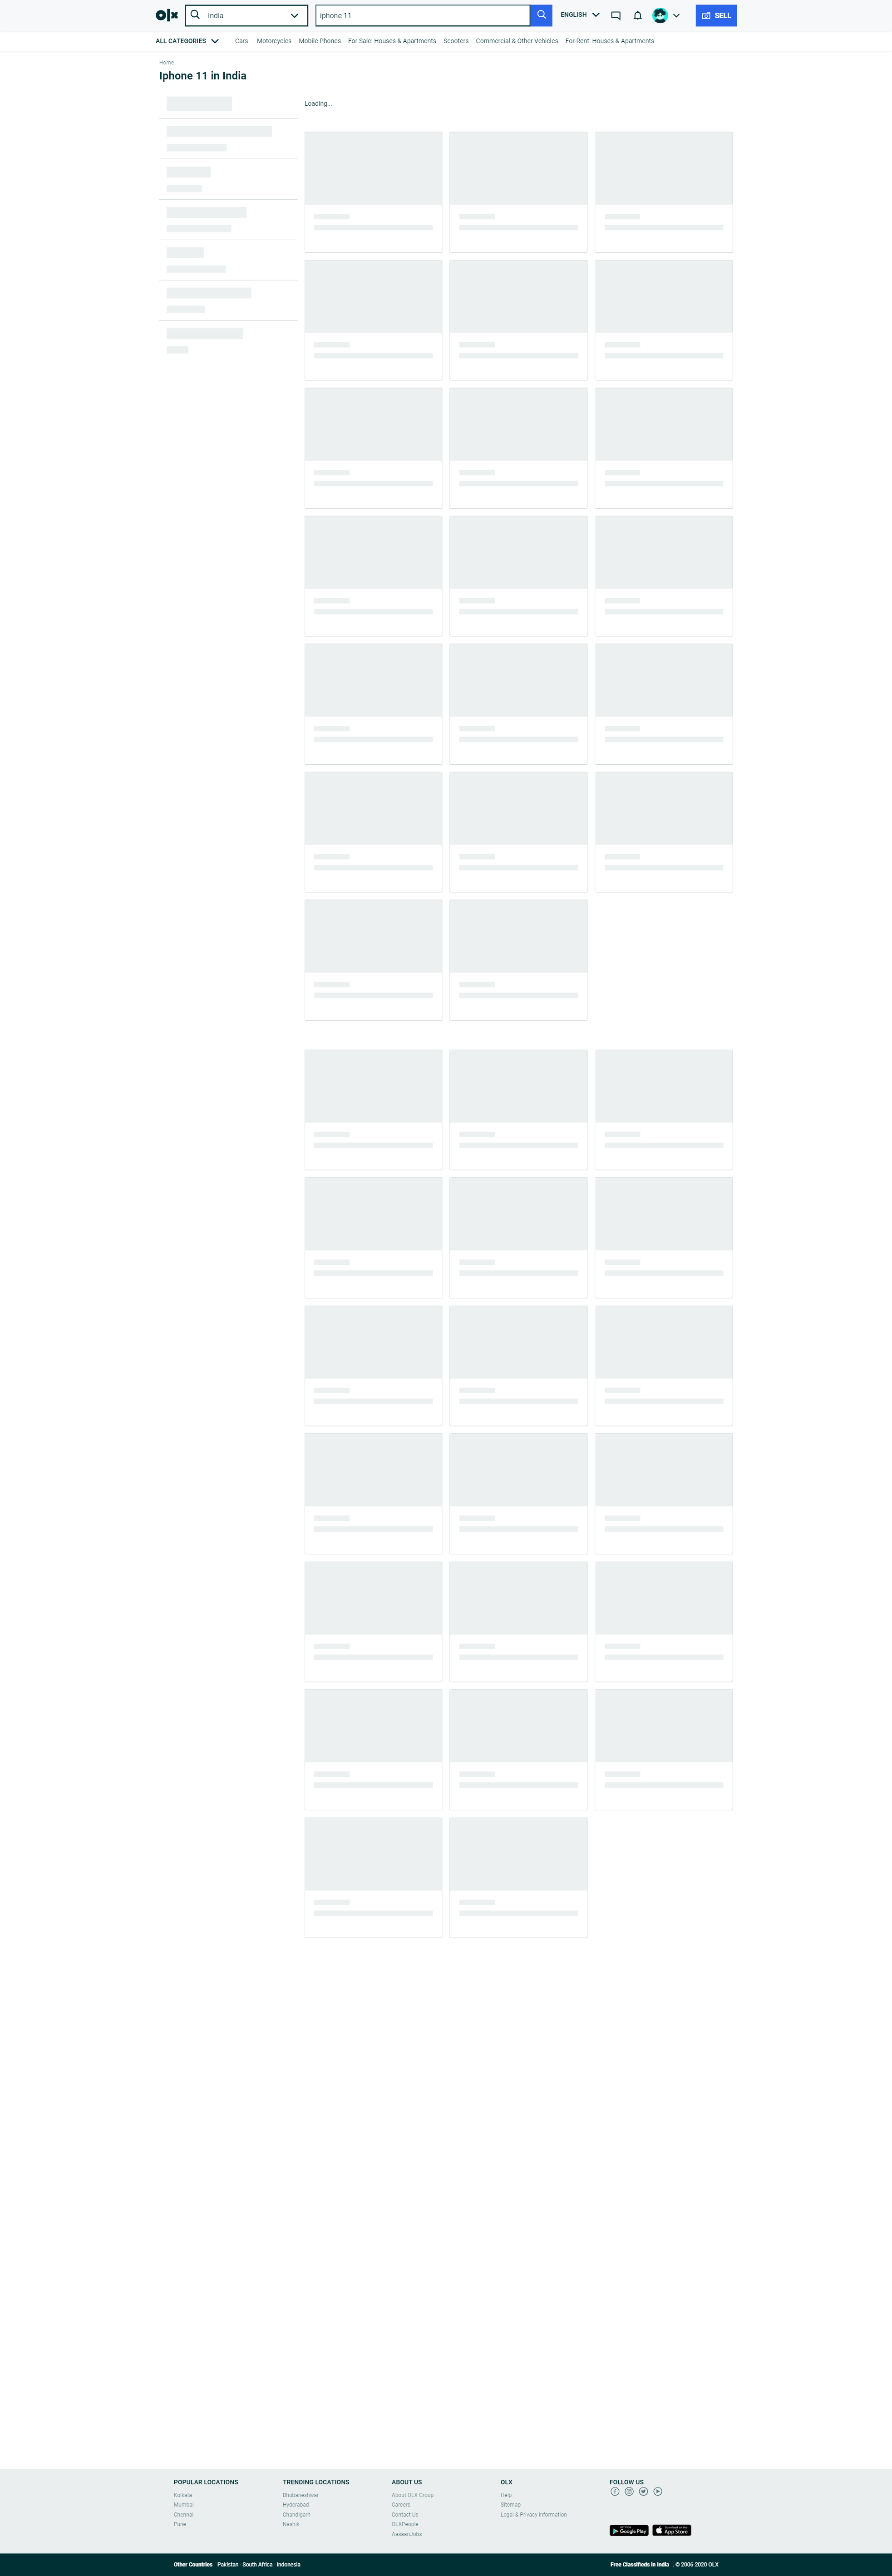 olx India iphone 11 ENGLISH SELL
ALL CATEGORIES Cars Motorcycles Mobile Phones For Sale: Houses & Apartments Scooters Commercial & Other Vehicles For Rent: Houses & Apartments
Home
Iphone 11 in India
Loading...
POPULAR LOCATIONS
Kolkata
Mumbai
Chennai
Pune
TRENDING LOCATIONS
Bhubaneshwar
Hyderabad
Chandigarh
Nashik
ABOUT US
About OLX Group
Careers
Contact Us
OLXPeople
AasaanJobs
OLX
Help
Sitemap
Legal & Privacy information
FOLLOW US
Google Play
App Store
Other Countries Pakistan - South Africa - Indonesia
Free Classifieds in India . © 2006-2020 OLX